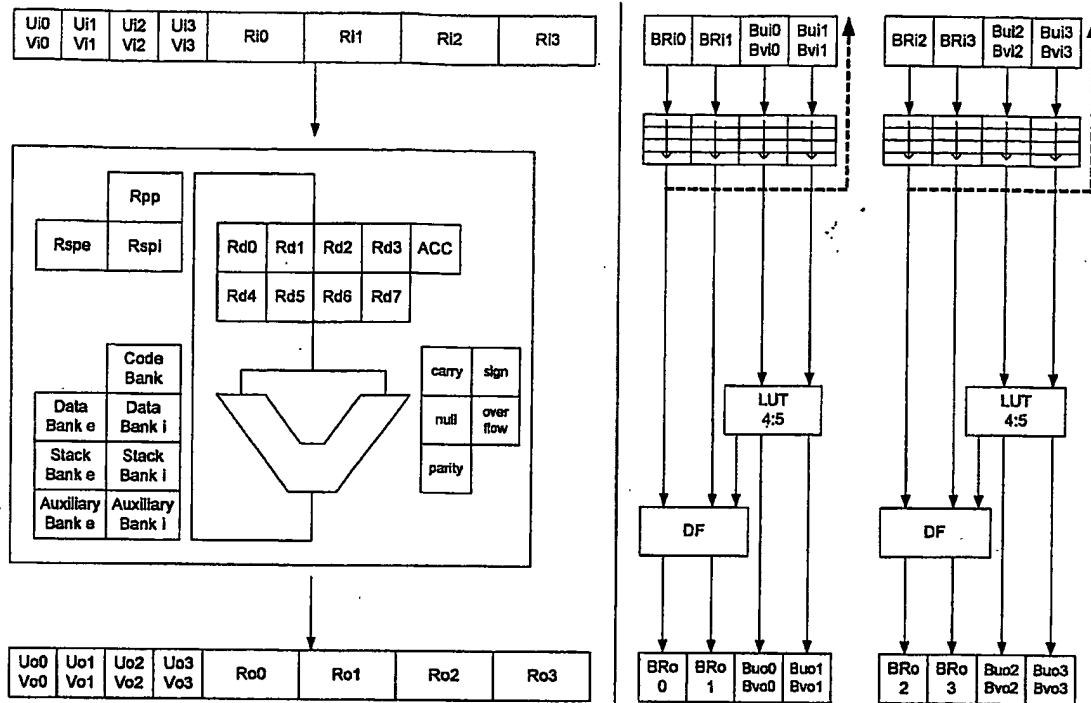 Ui0 Ui1 Ui2 Ui3
Vi0 Vi1 Vi2 Vi3
Ri0 Ri1 Ri2 Ri3
Rpp
Rspe Rspi
Rd0 Rd1 Rd2 Rd3 ACC
Rd4 Rd5 Rd6 Rd7
Code
Bank
Data
Bank e
Data
Bank i
Stack
Bank e
Stack
Bank i
Auxiliary
Bank e
Auxiliary
Bank i
carry sign
null
over
flow
parity
Uo0 Uo1 Uo2 Uo3
Vo0 Vo1 Vo2 Vo3
Ro0 Ro1 Ro2 Ro3
BRi0 BRi1
Bui0 Bui1
Bvi0 Bvi1
LUT
4:5
DF
BRo
0
BRo
1
Buo0 Buo1
Bvo0 Bvo1
BRi2 BRi3
Bui2 Bui3
Bvi2 Bvi3
LUT
4:5
DF
BRo
2
BRo
3
Buo2 Buo3
Bvo2 Bvo3